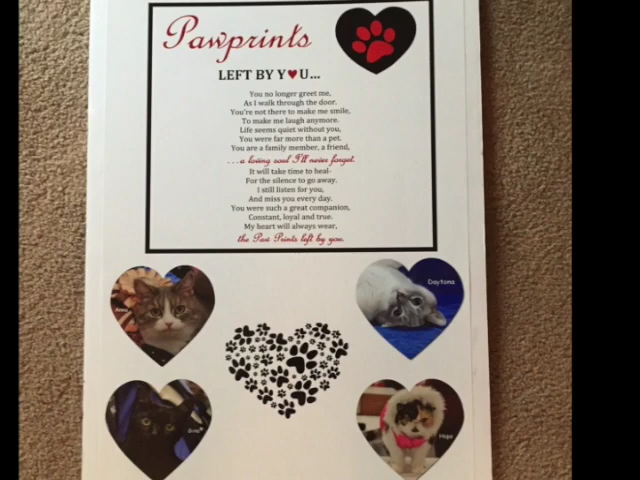 Pawprints
LEFT BY Y♥U...
You no longer greet me,
As I walk through the door.
You're not there to make me smile,
To make me laugh anymore.
Life seems quiet without you,
You were far more than a pet.
You are a family member, a friend,
...a loving soul I'll never forget.
It will take time to heal-
For the silence to go away.
I still listen for you,
And miss you every day.
You were such a great companion,
Constant, loyal and true.
My heart will always wear,
the Paw Prints left by you.
Daytona
Hope